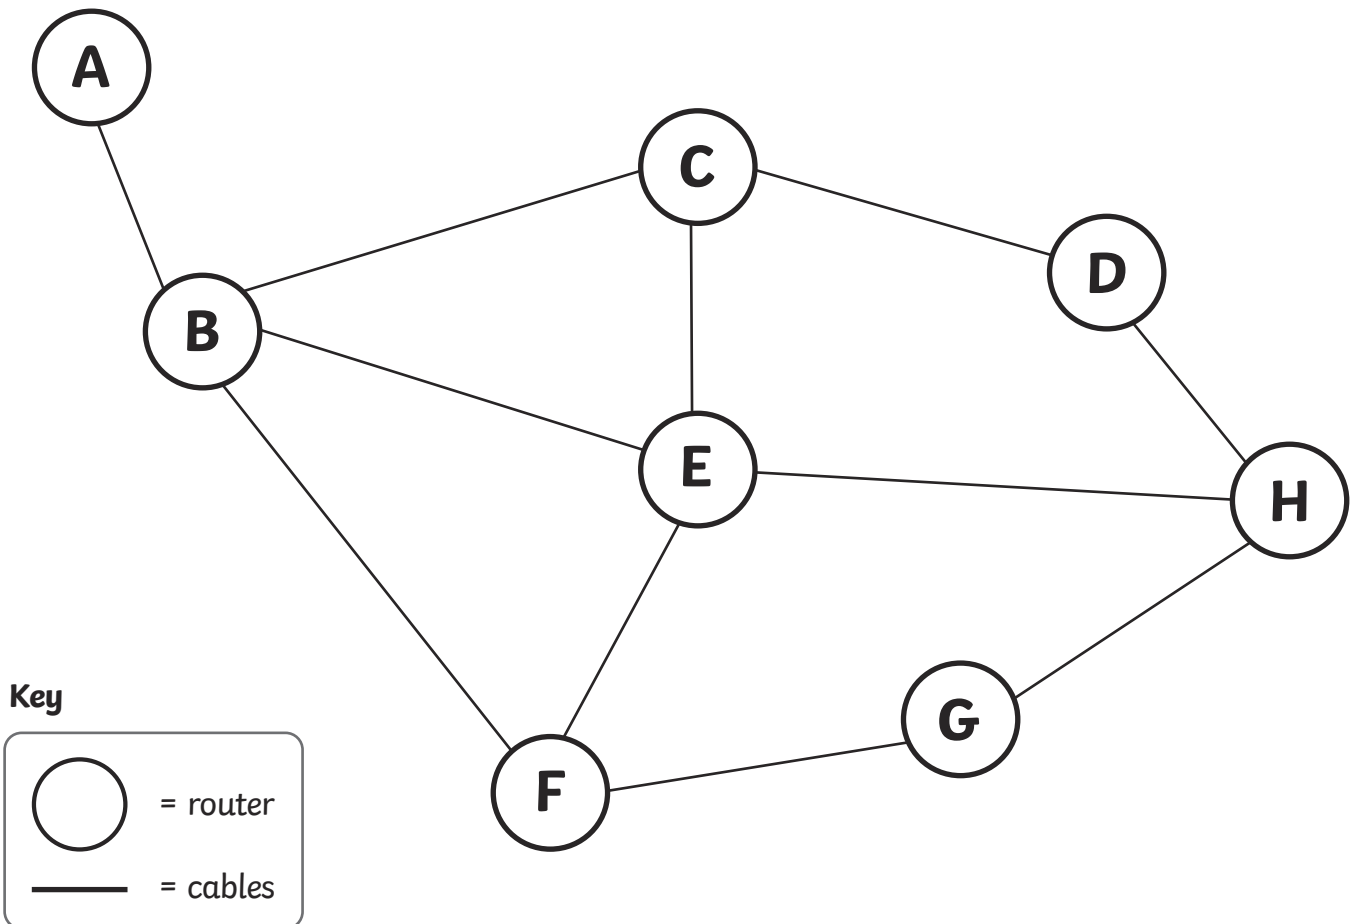 A
C
D
B
E
H
Key
G
F
= router
= cables